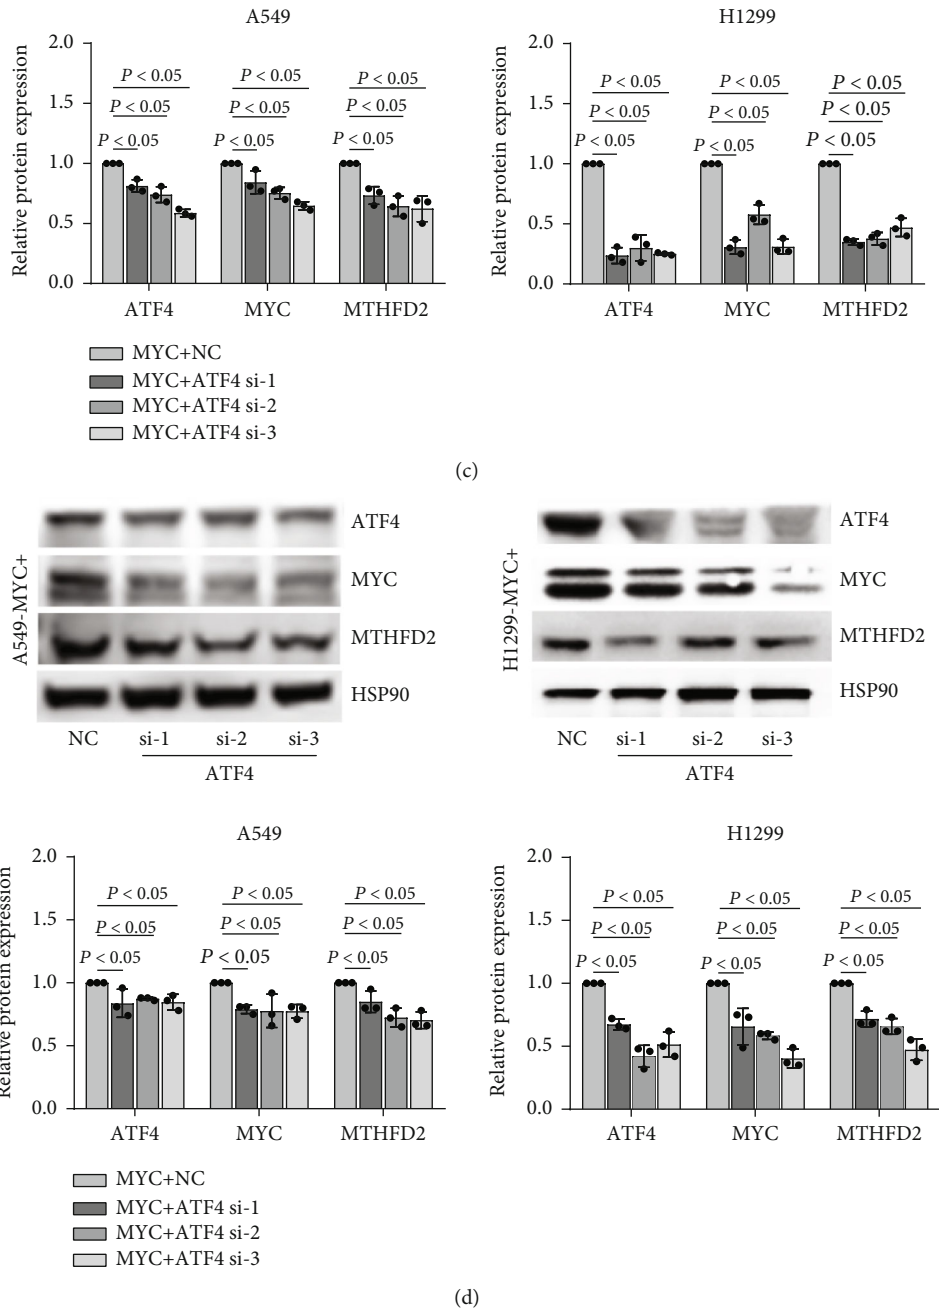 A549
H1299
Relative protein expression
2.0
1.5
1.0
0.5
0.0
P < 0.05
P < 0.05
P < 0.05
P < 0.05
P < 0.05
P < 0.05
P < 0.05
P < 0.05
P < 0.05
ATF4
MYC
MTHFD2
Relative protein expression
2.0
1.5
1.0
0.5
0.0
P < 0.05
P < 0.05
P < 0.05
P < 0.05
P < 0.05
P < 0.05
P < 0.05
P < 0.05
P < 0.05
ATF4
MYC
MTHFD2
MYC+NC
MYC+ATF4 si-1
MYC+ATF4 si-2
MYC+ATF4 si-3
(c)
A549-MYC+
ATF4
MYC
MTHFD2
HSP90
NC si-1 si-2 si-3
ATF4
H1299-MYC+
ATF4
MYC
MTHFD2
HSP90
NC si-1 si-2 si-3
ATF4
A549
H1299
Relative protein expression
2.0
1.5
1.0
0.5
0.0
P < 0.05
P < 0.05
P < 0.05
P < 0.05
P < 0.05
P < 0.05
P < 0.05
P < 0.05
P < 0.05
ATF4
MYC
MTHFD2
Relative protein expression
2.0
1.5
1.0
0.5
0.0
P < 0.05
P < 0.05
P < 0.05
P < 0.05
P < 0.05
P < 0.05
P < 0.05
P < 0.05
P < 0.05
ATF4
MYC
MTHFD2
MYC+NC
MYC+ATF4 si-1
MYC+ATF4 si-2
MYC+ATF4 si-3
(d)